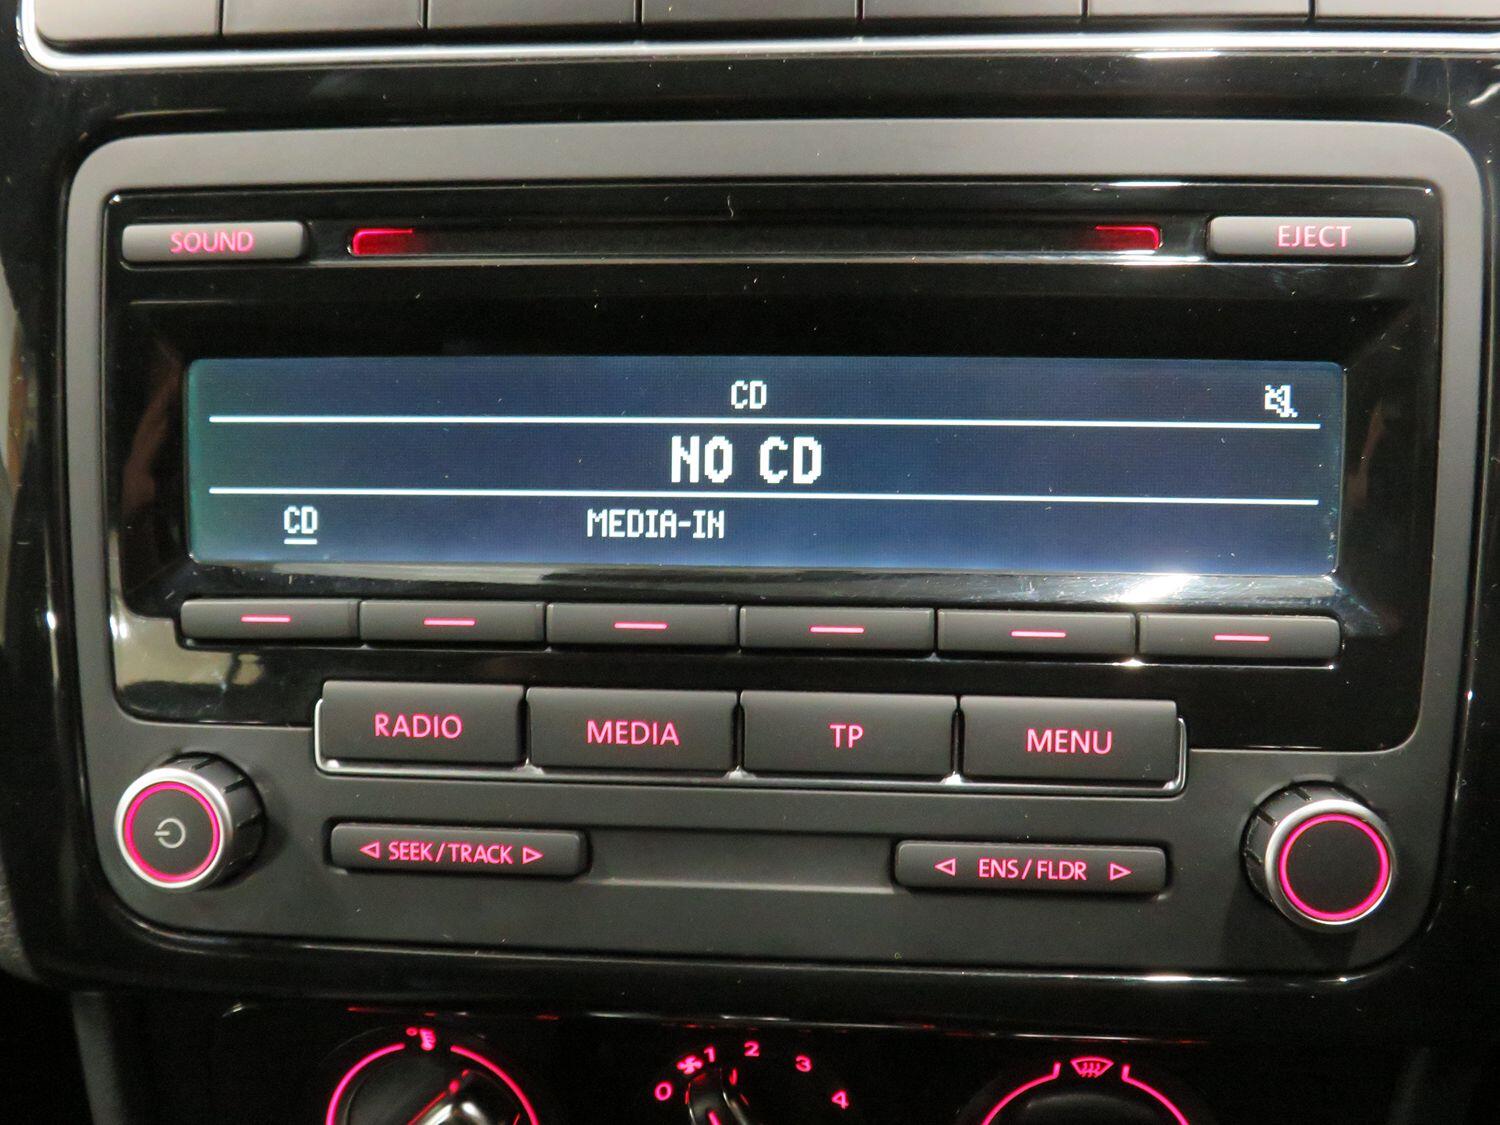 SOUND
EJECT
CD
NO CD
CD MEDIA-IN
RADIO MEDIA TP MENU
SEEK/TRACK
ENS/FLDR
0 1 2 3 4